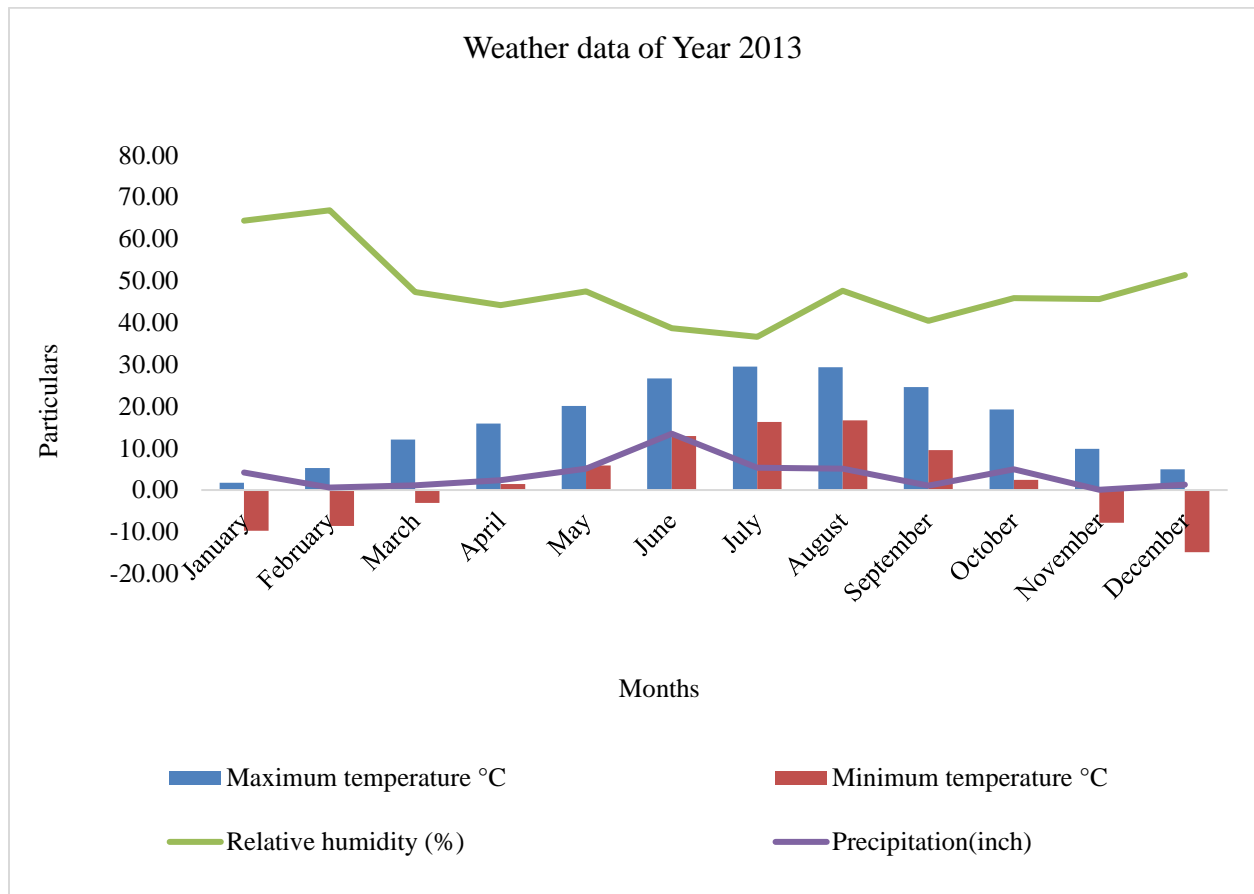 Weather data of Year 2013
80.00
70.00
60.00
50.00
40.00
30.00
20.00
10.00
0.00
-10.00
-20.00
Particulars
January
February
March
April
May
June
July
August
September
October
November
December
Months
Maximum temperature °C
Minimum temperature °C
Relative humidity (%)
Precipitation(inch)